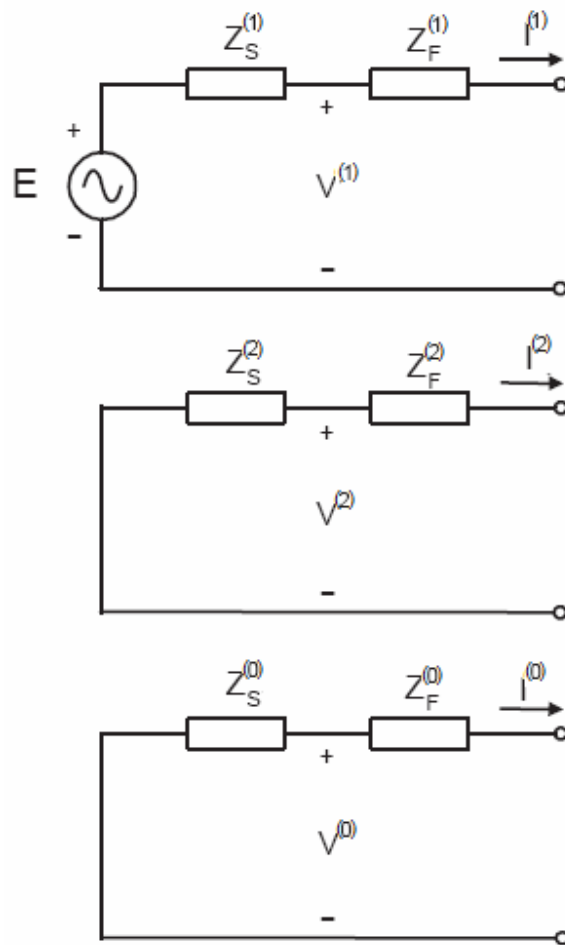 Z_S^(1) Z_F^(1) I^(1)
+ +
E V^(1)
- -
Z_S^(2) Z_F^(2) I^(2)
+
V^(2)
-
Z_S^(0) Z_F^(0) I^(0)
+
V^(0)
-